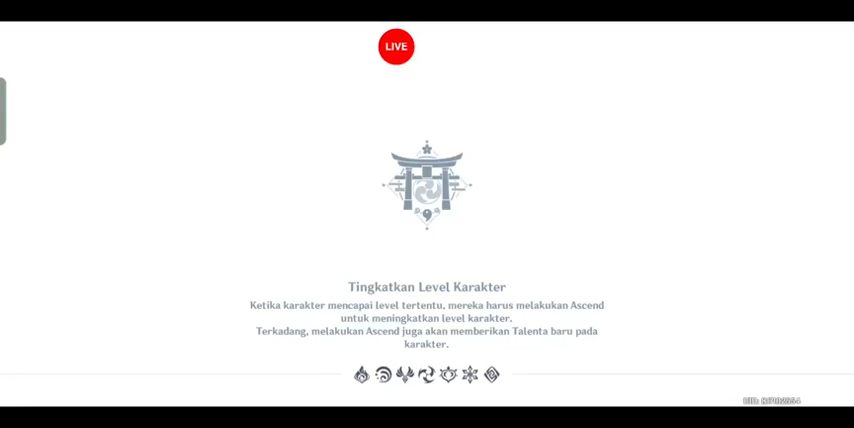 LIVE
Tingkatkan Level Karakter
Ketika karakter mencapai level tertentu, mereka harus melakukan Ascend
untuk meningkatkan level karakter.
Terkadang, melakukan Ascend juga akan memberikan Talenta baru pada
karakter.